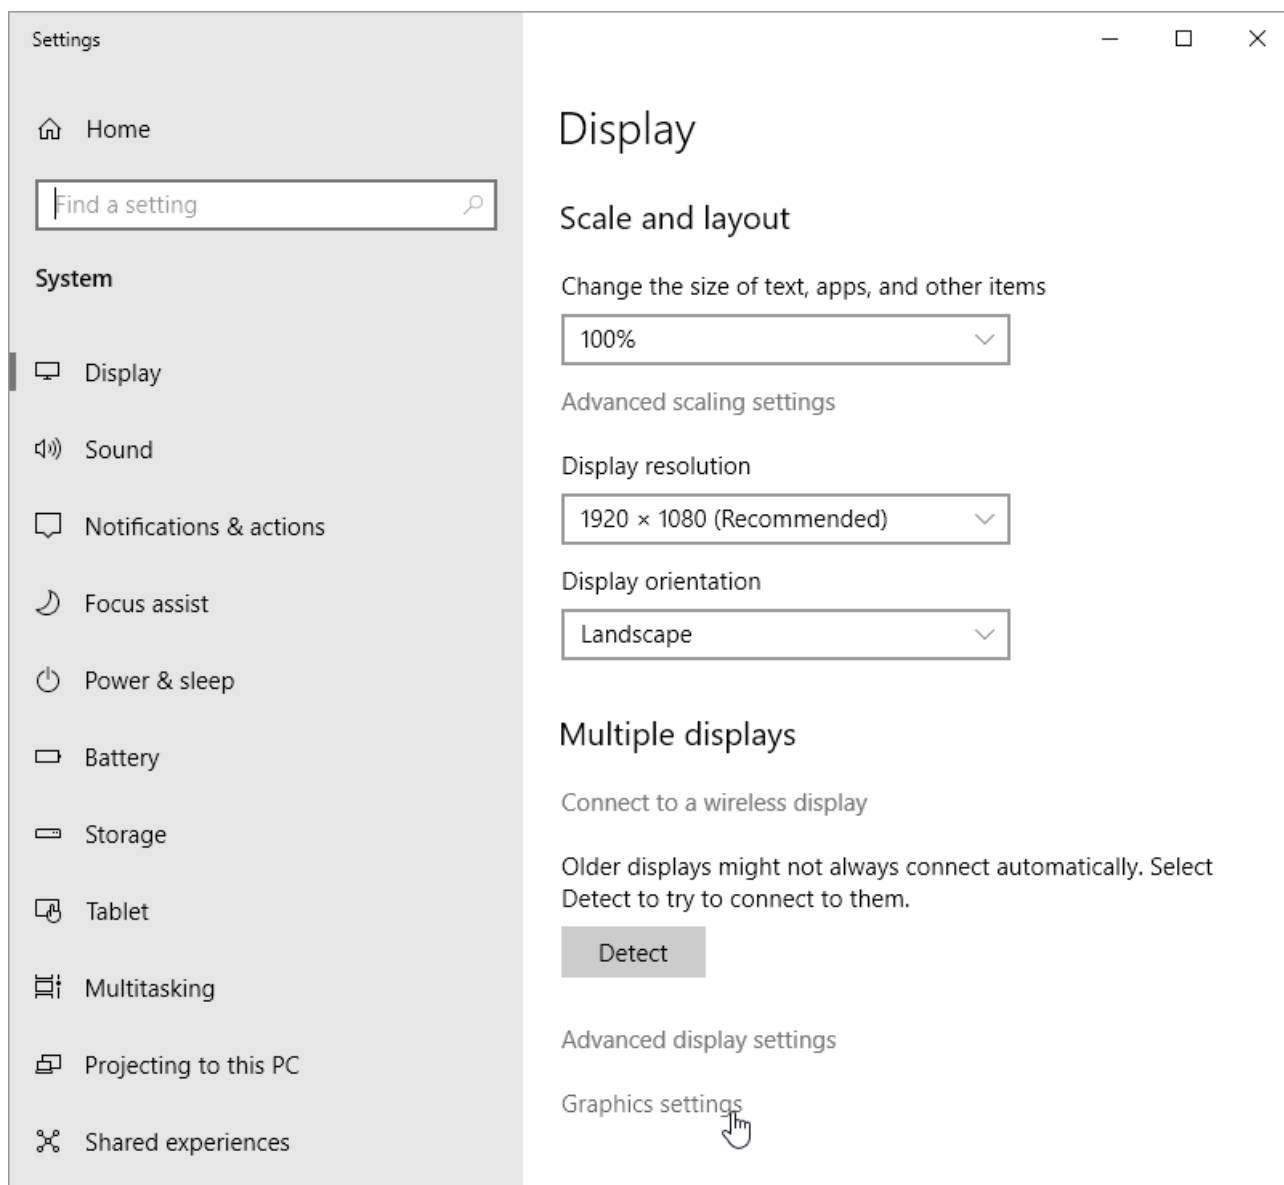 Settings
Home
Find a setting
System
Display
Sound
Notifications & actions
Focus assist
Power & sleep
Battery
Storage
Tablet
Multitasking
Projecting to this PC
Shared experiences
Display
Scale and layout
Change the size of text, apps, and other items
100%
Advanced scaling settings
Display resolution
1920 × 1080 (Recommended)
Display orientation
Landscape
Multiple displays
Connect to a wireless display
Older displays might not always connect automatically. Select
Detect to try to connect to them.
Detect
Advanced display settings
Graphics settings